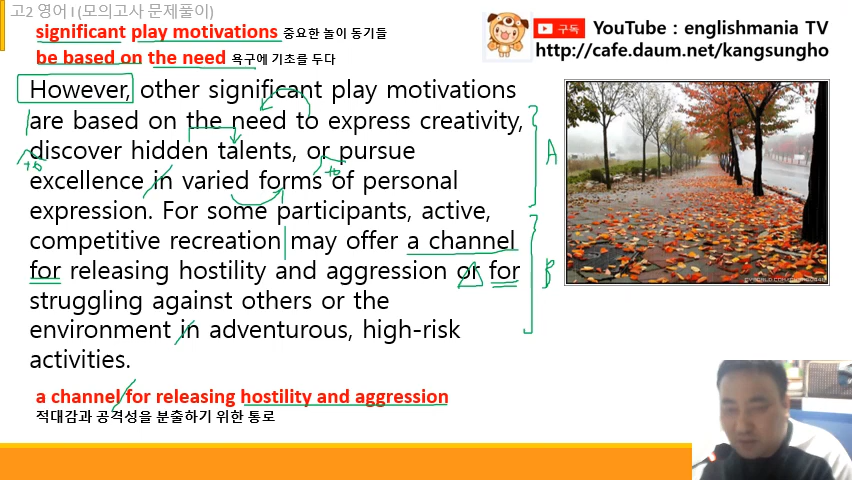 고2 영어 I (모의고사 문제풀이)
significant play motivations 중요한 놀이 동기들
be based on the need 욕구에 기초를 두다
구독 YouTube : englishmania TV
http://cafe.daum.net/kangsungho
However, other significant play motivations
are based on the need to express creativity,
discover hidden talents, or pursue
excellence in varied forms of personal
expression. For some participants, active,
competitive recreation may offer a channel
for releasing hostility and aggression or for
struggling against others or the
environment in adventurous, high-risk
activities.
to
to
A
B
a channel for releasing hostility and aggression
적대감과 공격성을 분출하기 위한 통로